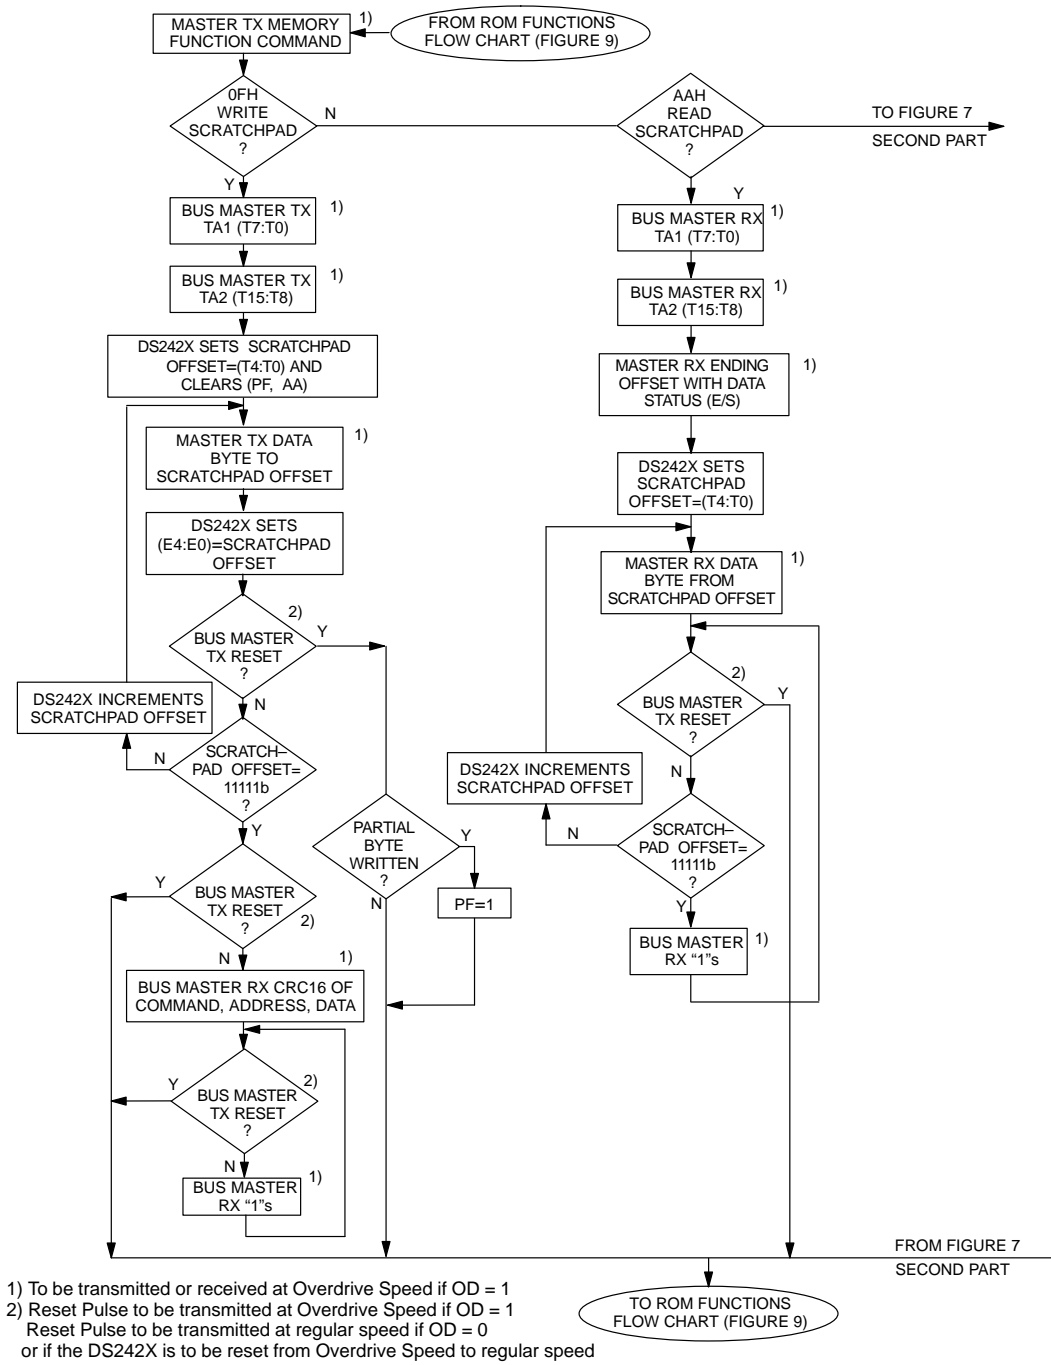 MASTER TX MEMORY
FUNCTION COMMAND
1)
FROM ROM FUNCTIONS
FLOW CHART (FIGURE 9)
0FH
WRITE
SCRATCHPAD
?
N
Y
AAH
READ
SCRATCHPAD
?
Y
TO FIGURE 7
SECOND PART
BUS MASTER TX
TA1 (T7:T0)
1)
BUS MASTER TX
TA2 (T15:T8)
1)
DS242X SETS SCRATCHPAD
OFFSET=(T4:T0) AND
CLEARS (PF, AA)
MASTER TX DATA
BYTE TO
SCRATCHPAD OFFSET
1)
DS242X SETS
(E4:E0)=SCRATCHPAD
OFFSET
BUS MASTER
TX RESET
?
2)
Y
N
DS242X INCREMENTS
SCRATCHPAD OFFSET
SCRATCH–
PAD OFFSET=
11111b
?
N
Y
PARTIAL
BYTE
WRITTEN
?
Y
N
PF=1
BUS MASTER
TX RESET
?
2)
Y
N
BUS MASTER RX CRC16 OF
COMMAND, ADDRESS, DATA
1)
BUS MASTER
TX RESET
?
2)
Y
N
BUS MASTER
RX “1”s
1)
BUS MASTER RX
TA1 (T7:T0)
1)
BUS MASTER RX
TA2 (T15:T8)
1)
MASTER RX ENDING
OFFSET WITH DATA
STATUS (E/S)
1)
DS242X SETS
SCRATCHPAD
OFFSET=(T4:T0)
MASTER RX DATA
BYTE FROM
SCRATCHPAD OFFSET
1)
BUS MASTER
TX RESET
?
2)
Y
N
DS242X INCREMENTS
SCRATCHPAD OFFSET
SCRATCH–
PAD OFFSET=
11111b
?
N
Y
BUS MASTER
RX “1”s
1)
FROM FIGURE 7
SECOND PART
TO ROM FUNCTIONS
FLOW CHART (FIGURE 9)
1) To be transmitted or received at Overdrive Speed if OD = 1
2) Reset Pulse to be transmitted at Overdrive Speed if OD = 1
Reset Pulse to be transmitted at regular speed if OD = 0
or if the DS242X is to be reset from Overdrive Speed to regular speed